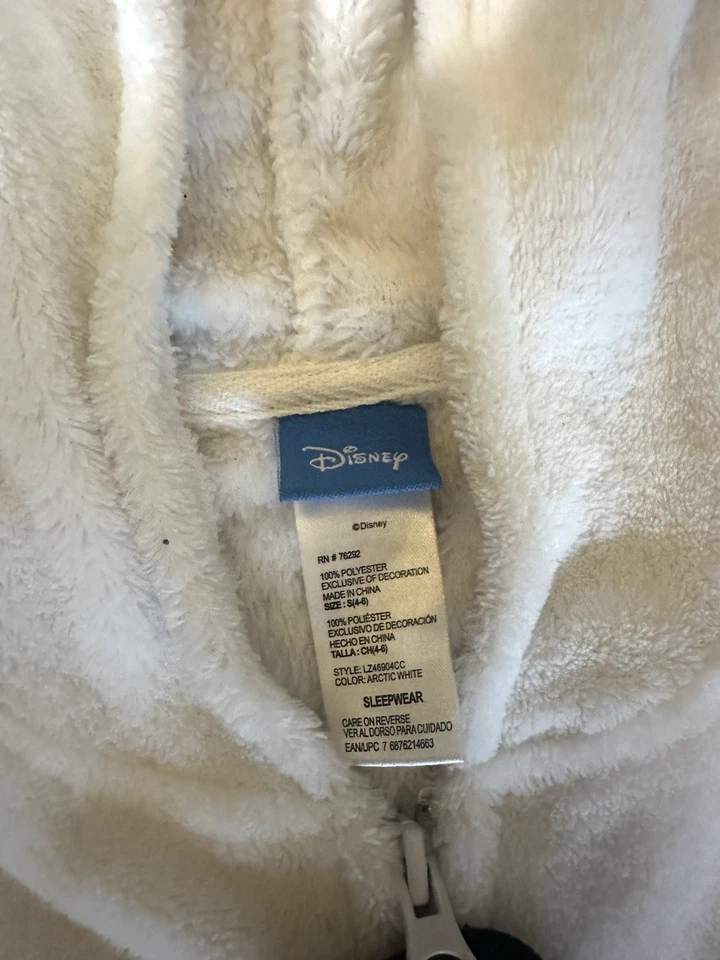 Disney
©Disney
RN # 76292
100% POLYESTER
EXCLUSIVE OF DECORATION
MADE IN CHINA
SIZE : S(4-6)
100% POLIÉSTER
EXCLUSIVO DE DECORACIÓN
HECHO EN CHINA
TALLA : CH(4-6)
STYLE: LZ46904CC
COLOR: ARCTIC WHITE
SLEEPWEAR
CARE ON REVERSE
VER AL DORSO PARA CUIDADO
EAN/UPC 7 6876214663